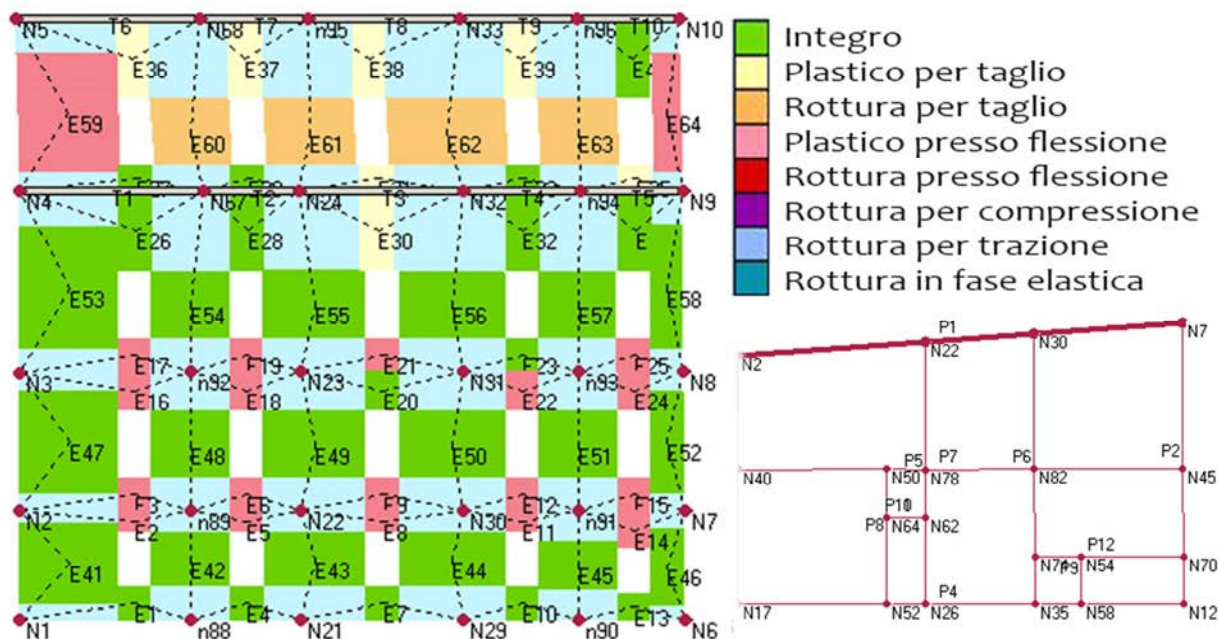 N5 T6 N68 T7 n95 T8 N33 T9 n96 T10 N10
E36 E37 E38 E39 E4
E59 E60 E61 E62 E63 E64
N4 T1 N67 T2 N24 T3 N32 T4 n94 T5 N9
E26 E28 E30 E32 E
E53 E54 E55 E56 E57 E58
E17 E19 E21 E23 E25
N3 n92 N23 N31 n93 N8
E16 E18 E20 E22 E24
E47 E48 E49 E50 E51 E52
E3 E6 E9 E12 E15
N2 n89 N22 N30 n91 N7
E2 E5 E8 E11 E14
E41 E42 E43 E44 E45 E46
E1 E4 E7 E10 E13
N1 n88 N21 N29 n90 N6
Integro
Plastico per taglio
Rottura per taglio
Plastico presso flessione
Rottura presso flessione
Rottura per compressione
Rottura per trazione
Rottura in fase elastica
P1
N2 N22 N30 N7
P5 P7 P6 P2
N40 N50 N78 N82 N45
P8 N64 N62
P12
N74 P9 N54 N70
P4
N17 N52 N26 N35 N58 N12